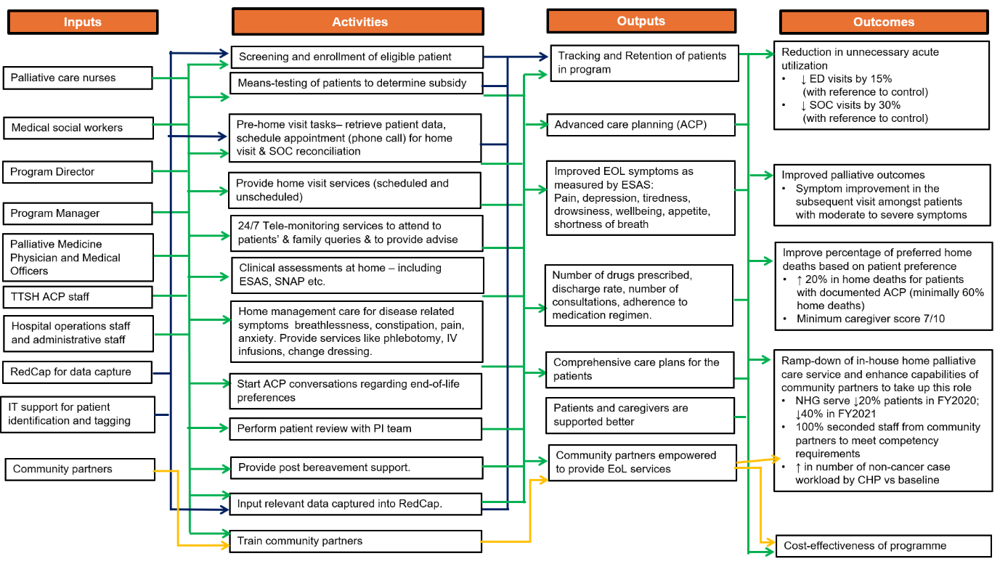 Inputs
Activities
Outputs
Outcomes
Palliative care nurses
Medical social workers
Program Director
Program Manager
Palliative Medicine
Physician and Medical
Officers
TTSH ACP staff
Hospital operations staff
and administrative staff
RedCap for data capture
IT support for patient
identification and tagging
Community partners
Screening and enrollment of eligible patient
Means-testing of patients to determine subsidy
Pre-home visit tasks– retrieve patient data,
schedule appointment (phone call) for home
visit & SOC reconciliation
Provide home visit services (scheduled and
unscheduled)
24/7 Tele-monitoring services to attend to
patients’ & family queries & to provide advise
Clinical assessments at home – including
ESAS, SNAP etc.
Home management care for disease related
symptoms breathlessness, constipation, pain,
anxiety. Provide services like phlebotomy, IV
infusions, change dressing.
Start ACP conversations regarding end-of-life
preferences
Perform patient review with PI team
Provide post bereavement support.
Input relevant data captured into RedCap.
Train community partners
Tracking and Retention of patients
in program
Advanced care planning (ACP)
Improved EOL symptoms as
measured by ESAS:
Pain, depression, tiredness,
drowsiness, wellbeing, appetite,
shortness of breath
Number of drugs prescribed,
discharge rate, number of
consultations, adherence to
medication regimen.
Comprehensive care plans for the
patients
Patients and caregivers are
supported better
Community partners empowered
to provide EoL services
Reduction in unnecessary acute
utilization
• ↓ ED visits by 15%
(with reference to control)
• ↓ SOC visits by 30%
(with reference to control)
Improved palliative outcomes
• Symptom improvement in the
subsequent visit amongst patients
with moderate to severe symptoms
Improve percentage of preferred home
deaths based on patient preference
• ↑ 20% in home deaths for patients
with documented ACP (minimally 60%
home deaths)
• Minimum caregiver score 7/10
Ramp-down of in-house home palliative
care service and enhance capabilities of
community partners to take up this role
• NHG serve ↓20% patients in FY2020;
↓40% in FY2021
• 100% seconded staff from community
partners to meet competency
requirements
• ↑ in number of non-cancer case
workload by CHP vs baseline
Cost-effectiveness of programme